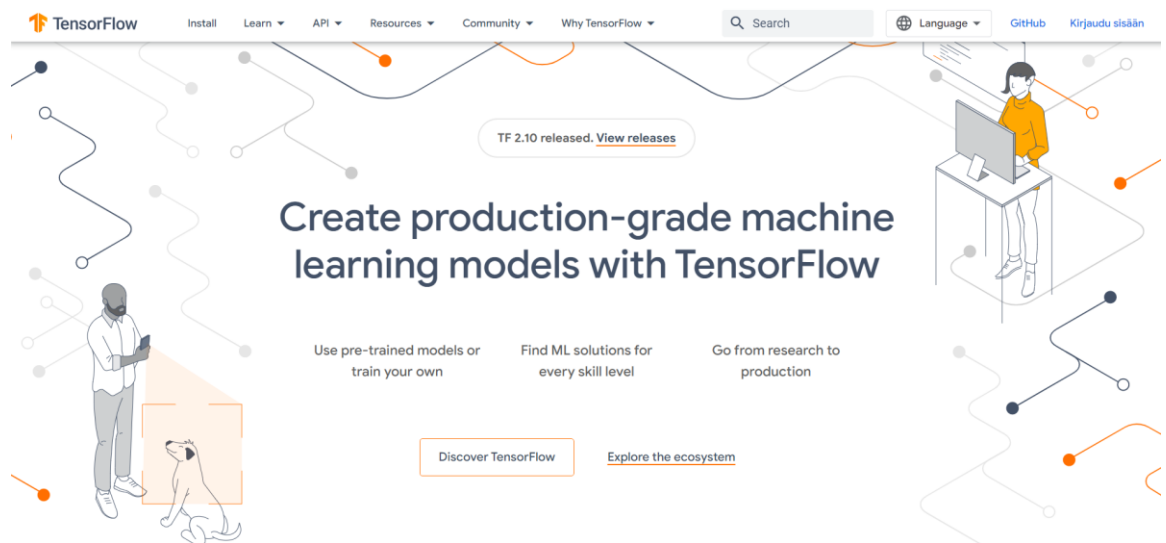 TensorFlow Install Learn API Resources Community Why TensorFlow Search Language GitHub Kirjaudu sisään
TF 2.10 released. View releases
Create production-grade machine
learning models with TensorFlow
Use pre-trained models or
train your own
Find ML solutions for
every skill level
Go from research to
production
Discover TensorFlow
Explore the ecosystem